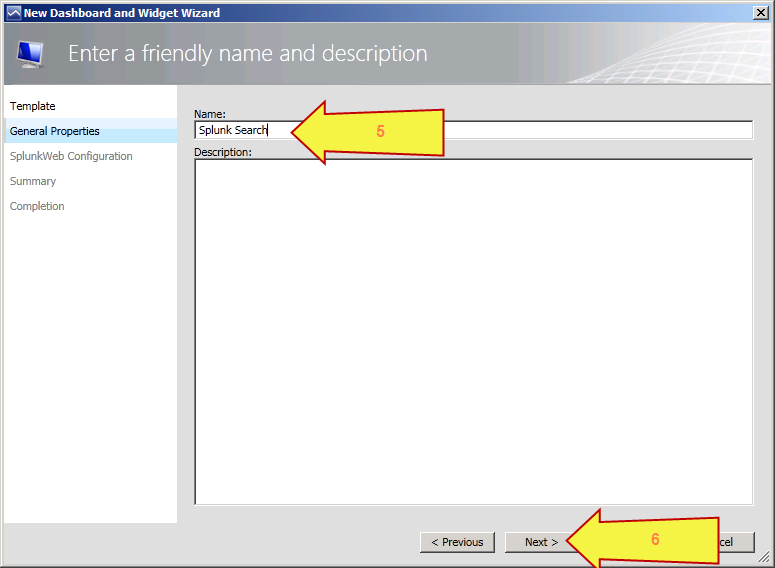 New Dashboard and Widget Wizard
Enter a friendly name and description
Template
General Properties
SplunkWeb Configuration
Summary
Completion
Name:
Splunk Search
5
Description:
< Previous
Next >
6
cel